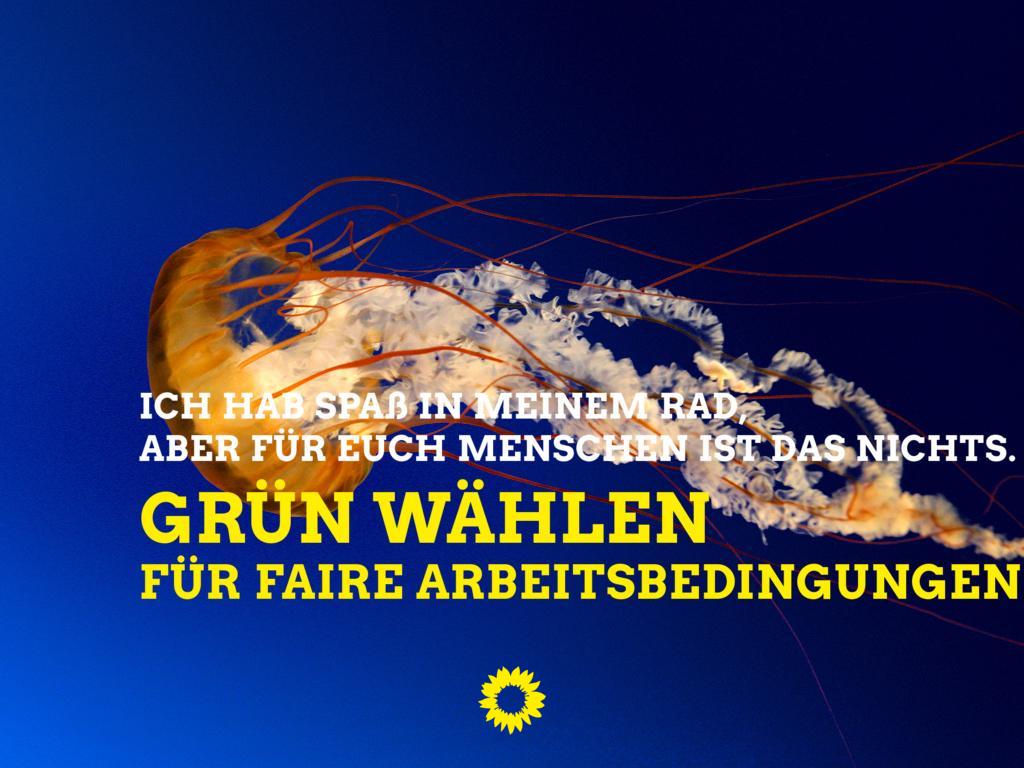 ICH HAB SPAß IN MEINEM RAD,
ABER FÜR EUCH MENSCHEN IST DAS NICHTS.
GRÜN WÄHLEN
FÜR FAIRE ARBEITSBEDINGUNGEN